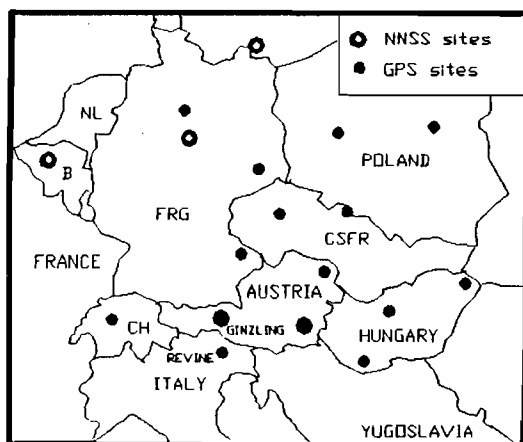 NNSS sites
GPS sites
NL
B
POLAND
FRG
CSFR
FRANCE
AUSTRIA
CH
GINZLING
HUNGARY
REVINE
ITALY
YUGOSLAVIA